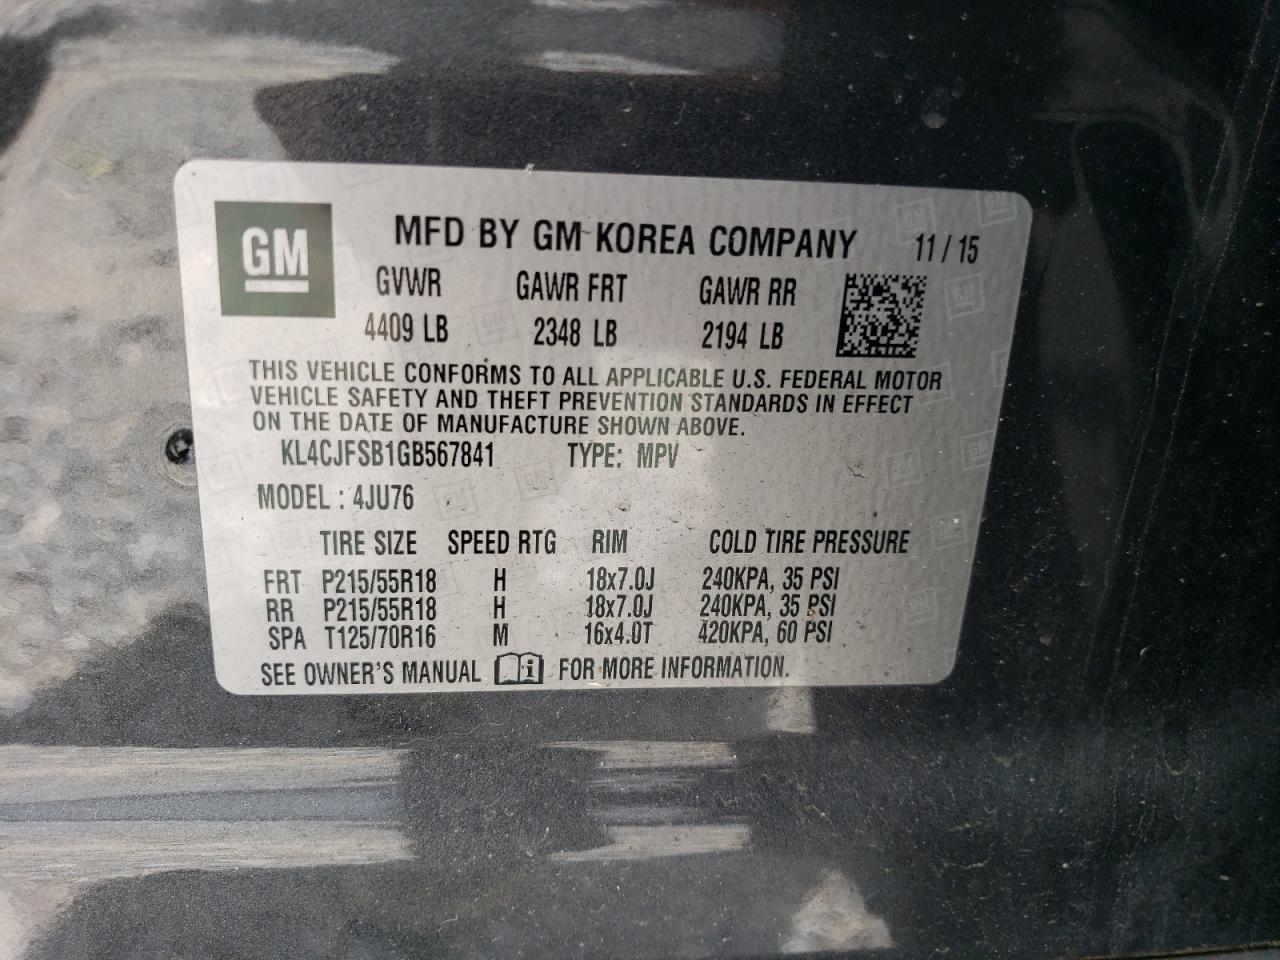 GM
MFD BY GM KOREA COMPANY 11 / 15
GVWR GAWR FRT GAWR RR
4409 LB 2348 LB 2194 LB
THIS VEHICLE CONFORMS TO ALL APPLICABLE U.S. FEDERAL MOTOR
VEHICLE SAFETY AND THEFT PREVENTION STANDARDS IN EFFECT
ON THE DATE OF MANUFACTURE SHOWN ABOVE.
KL4CJFSB1GB567841 TYPE: MPV
MODEL : 4JU76
TIRE SIZE SPEED RTG RIM COLD TIRE PRESSURE
FRT P215/55R18 H 18x7.0J 240KPA, 35 PSI
RR P215/55R18 H 18x7.0J 240KPA, 35 PSI
SPA T125/70R16 M 16x4.0T 420KPA, 60 PSI
SEE OWNER'S MANUAL i FOR MORE INFORMATION.